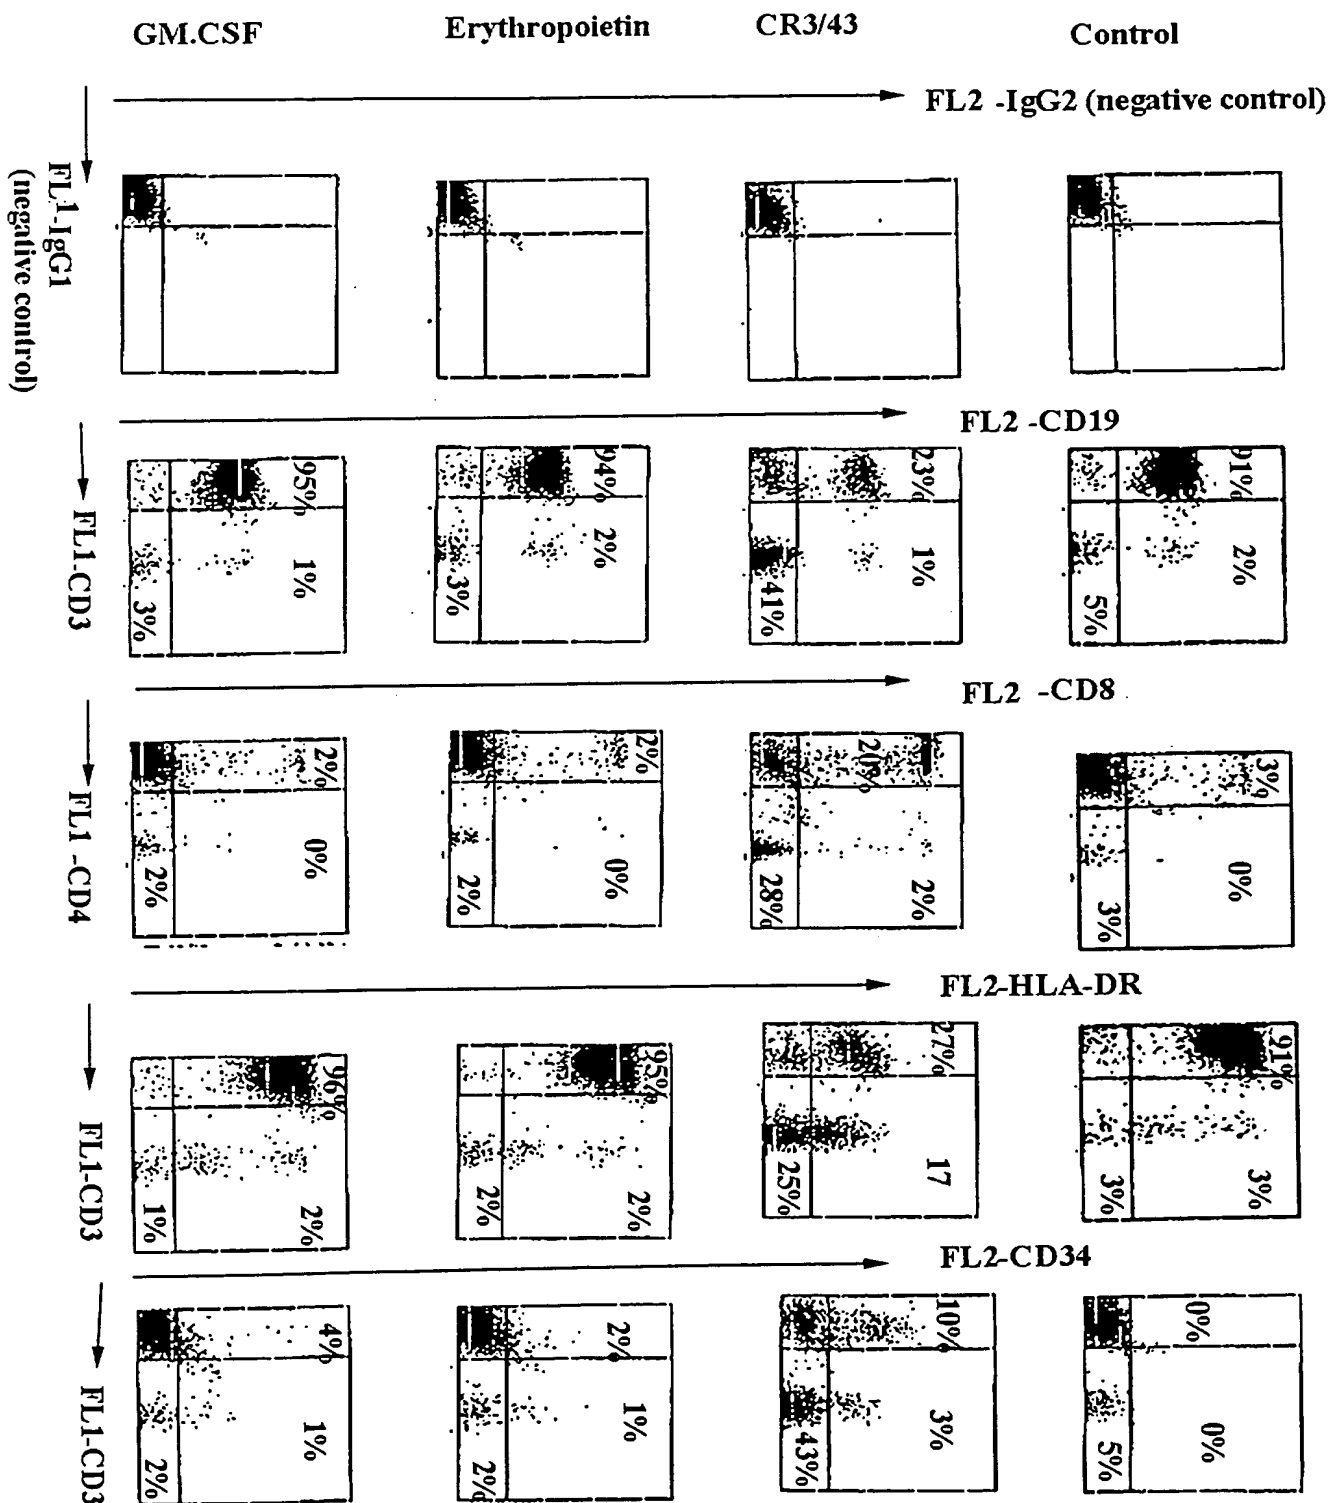 GM.CSF Erythropoietin CR3/43 Control
FL2 -IgG2 (negative control)
FL1-IgG1
(negative control)
FL2 -CD19
FL1-CD3
95% 94% 23% 91%
1% 2% 1% 2%
3% 3% 41% 5%
FL2 -CD8
FL1 -CD4
2% 2% 20% 3%
0% 0% 2% 0%
2% 2% 28% 3%
FL2-HLA-DR
FL1-CD3
96% 95% 27% 91%
2% 2% 17 3%
1% 2% 25% 3%
FL2-CD34
FL1-CD3
4% 2% 10% 0%
1% 1% 3% 0%
2% 2% 43% 5%